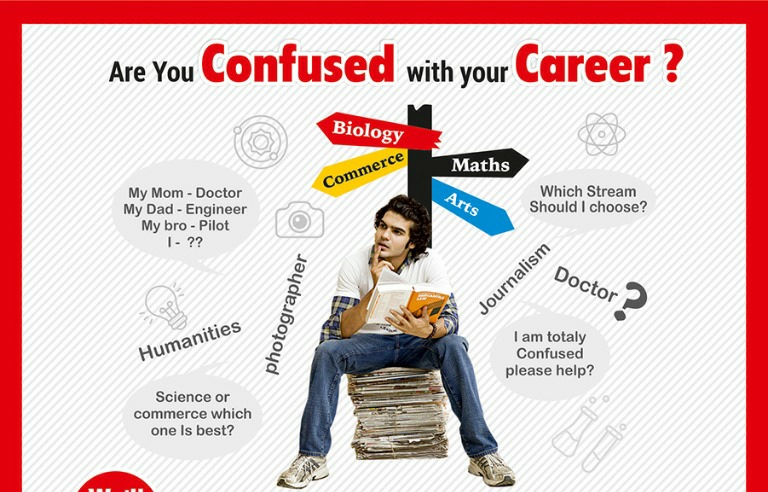 Are You Confused with your Career ?
Biology
Commerce
Maths
Arts
My Mom - Doctor
My Dad - Engineer
My bro - Pilot
I - ??
Which Stream
Should I choose?
photographer
Journalism
Doctor ?
Humanities
I am totaly
Confused
please help?
Science or
commerce which
one Is best?